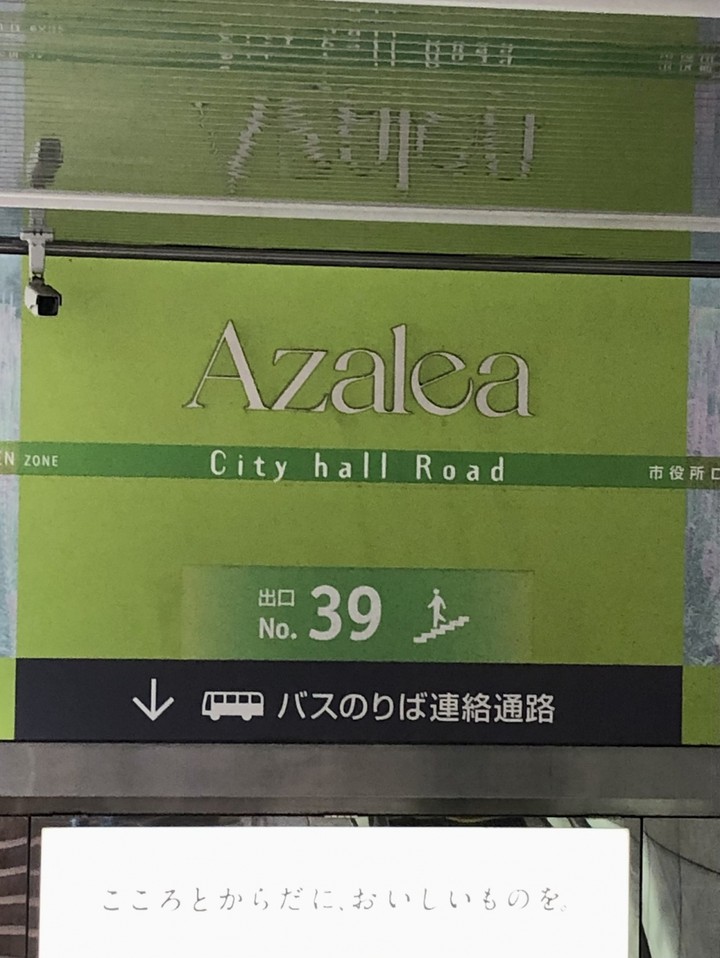 Azalea
EN ZONE
City hall Road
市役所口
出口
No. 39
バスのりば連絡通路
こころとからだに、おいしいものを。